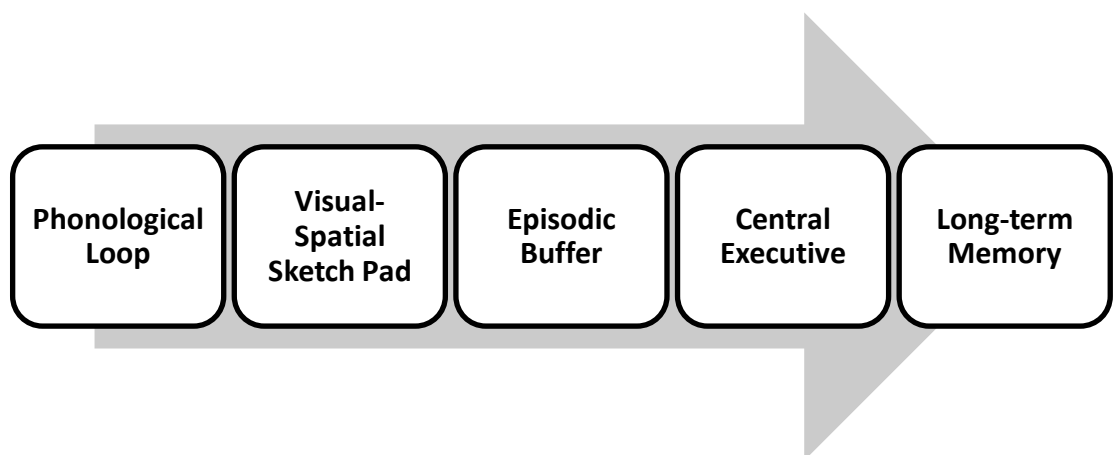 Phonological
Loop
Visual-
Spatial
Sketch Pad
Episodic
Buffer
Central
Executive
Long-term
Memory